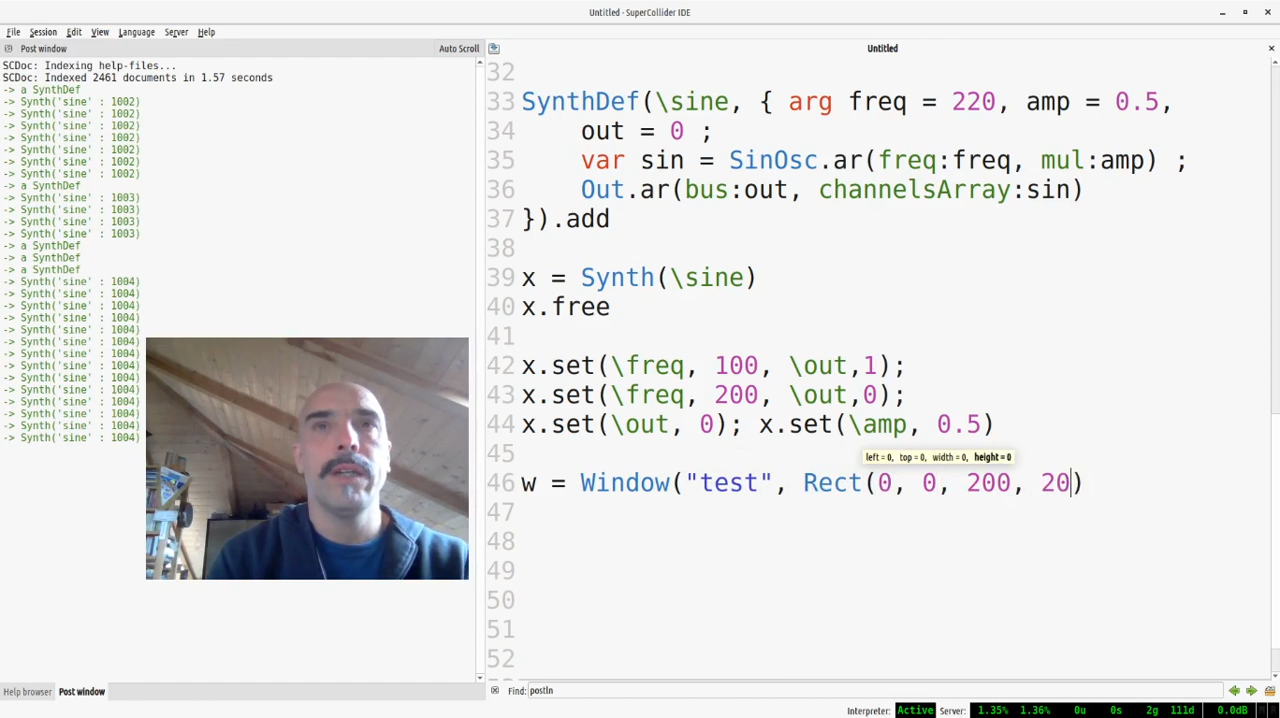 Untitled - SuperCollider IDE
File Session Edit View Language Server Help
Post window Auto Scroll
SCDoc: Indexing help-files...
SCDoc: Indexed 2461 documents in 1.57 seconds
-> a SynthDef
-> Synth('sine' : 1002)
-> Synth('sine' : 1002)
-> Synth('sine' : 1002)
-> Synth('sine' : 1002)
-> Synth('sine' : 1002)
-> Synth('sine' : 1002)
-> Synth('sine' : 1002)
-> a SynthDef
-> Synth('sine' : 1003)
-> Synth('sine' : 1003)
-> Synth('sine' : 1003)
-> Synth('sine' : 1003)
-> a SynthDef
-> a SynthDef
-> a SynthDef
-> Synth('sine' : 1004)
-> Synth('sine' : 1004)
-> Synth('sine' : 1004)
-> Synth('sine' : 1004)
-> Synth('sine' : 1004)
-> Synth('sine' : 1004)
-> Synth('sine' : 1004)
-> Synth('sine' : 1004)
-> Synth('sine' : 1004)
-> Synth('sine' : 1004)
-> Synth('sine' : 1004)
-> Synth('sine' : 1004)
-> Synth('sine' : 1004)
-> Synth('sine' : 1004)
Help browser Post window
Untitled
32
33 SynthDef(\sine, { arg freq = 220, amp = 0.5,
34 out = 0 ;
35 var sin = SinOsc.ar(freq:freq, mul:amp) ;
36 Out.ar(bus:out, channelsArray:sin)
37 }).add
38
39 x = Synth(\sine)
40 x.free
41
42 x.set(\freq, 100, \out,1);
43 x.set(\freq, 200, \out,0);
44 x.set(\out, 0); x.set(\amp, 0.5)
45 left = 0, top = 0, width = 0, height = 0
46 w = Window("test", Rect(0, 0, 200, 20)
47
48
49
50
51
52
Find: postln
Interpreter: Active Server: 1.35% 1.36% 0u 0s 2g 111d 0.0dB